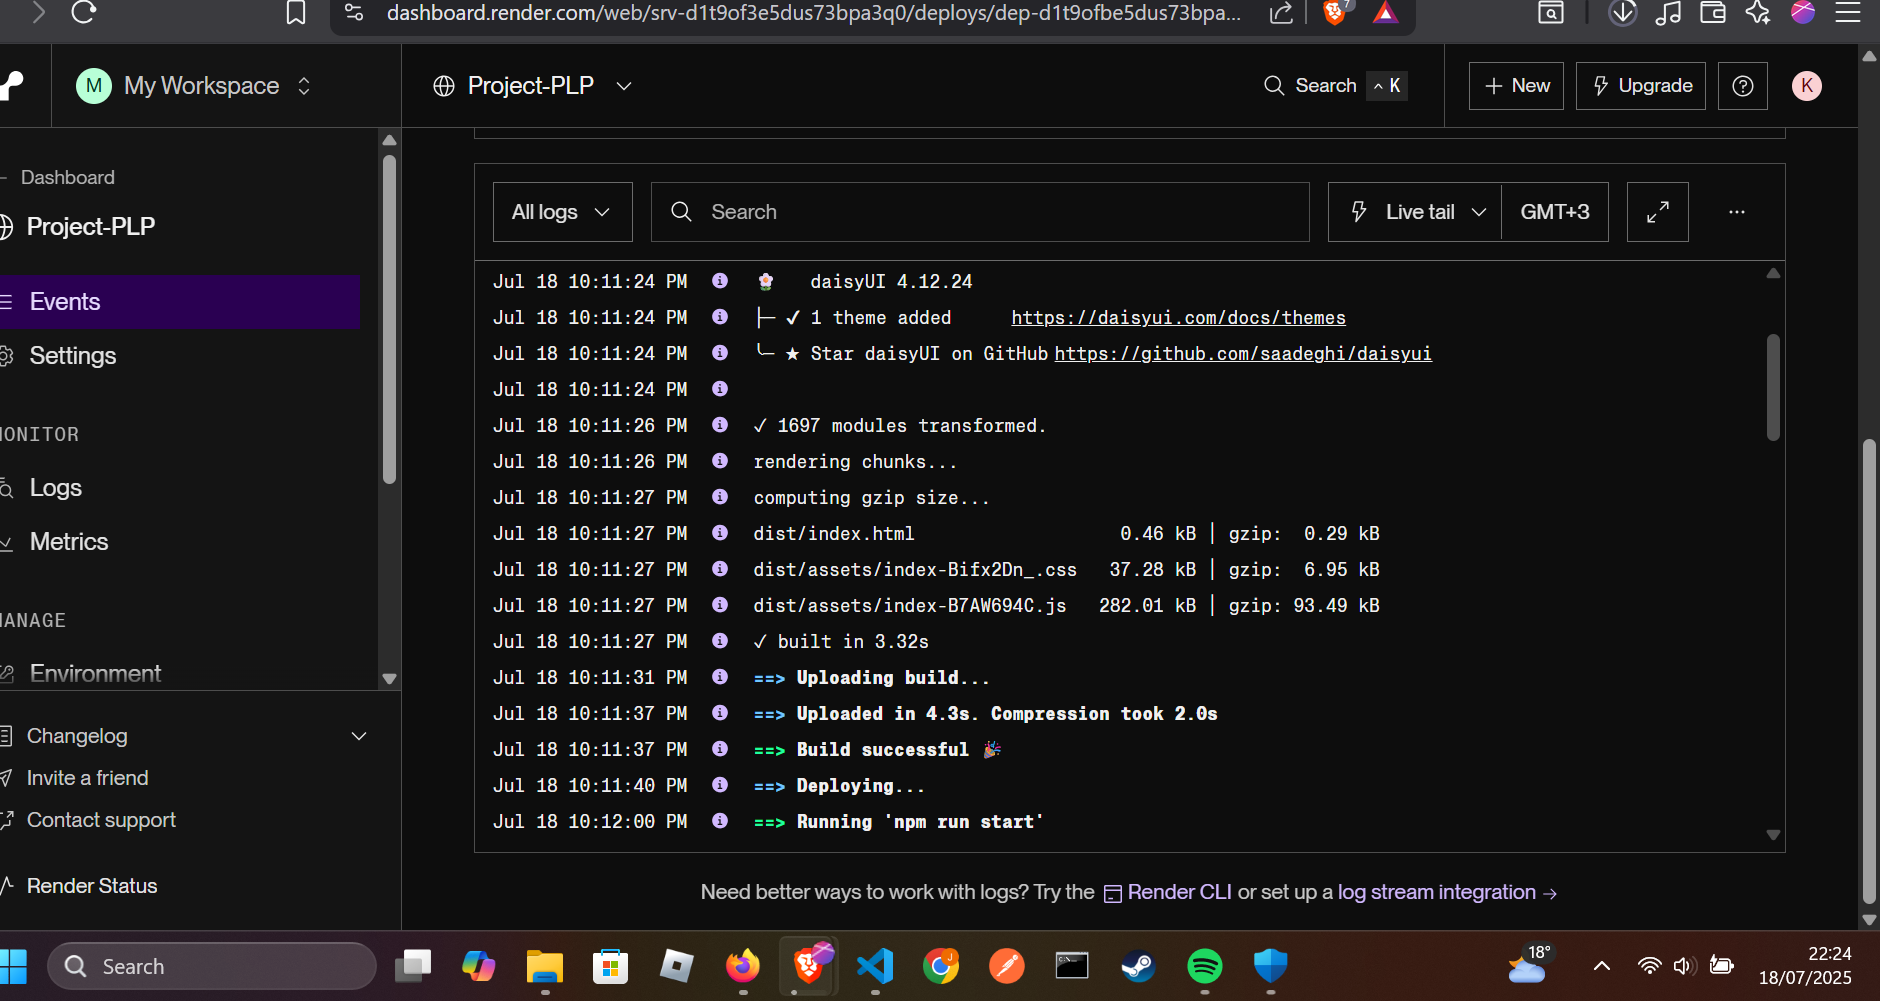 dashboard.render.com/web/srv-d1t9of3e5dus73bpa3q0/deploys/dep-d1t9ofbe5dus73bpa...
7
M My Workspace
Project-PLP
Search ^ K
+ New
Upgrade
K
Dashboard
Project-PLP
Events
Settings
MONITOR
Logs
Metrics
MANAGE
Environment
Changelog
Invite a friend
Contact support
Render Status
All logs
Search
Live tail
GMT+3
...
Jul 18 10:11:24 PM 🌼 daisyUI 4.12.24
Jul 18 10:11:24 PM ├─ ✔ 1 theme added https://daisyui.com/docs/themes
Jul 18 10:11:24 PM ╰─ ★ Star daisyUI on GitHub https://github.com/saadeghi/daisyui
Jul 18 10:11:24 PM
Jul 18 10:11:26 PM ✓ 1697 modules transformed.
Jul 18 10:11:26 PM rendering chunks...
Jul 18 10:11:27 PM computing gzip size...
Jul 18 10:11:27 PM dist/index.html 0.46 kB │ gzip: 0.29 kB
Jul 18 10:11:27 PM dist/assets/index-Bifx2Dn_.css 37.28 kB │ gzip: 6.95 kB
Jul 18 10:11:27 PM dist/assets/index-B7AW694C.js 282.01 kB │ gzip: 93.49 kB
Jul 18 10:11:27 PM ✓ built in 3.32s
Jul 18 10:11:31 PM ==> Uploading build...
Jul 18 10:11:37 PM ==> Uploaded in 4.3s. Compression took 2.0s
Jul 18 10:11:37 PM ==> Build successful 🎉
Jul 18 10:11:40 PM ==> Deploying...
Jul 18 10:12:00 PM ==> Running 'npm run start'
Need better ways to work with logs? Try the Render CLI or set up a log stream integration →
Search
18°
22:24
18/07/2025